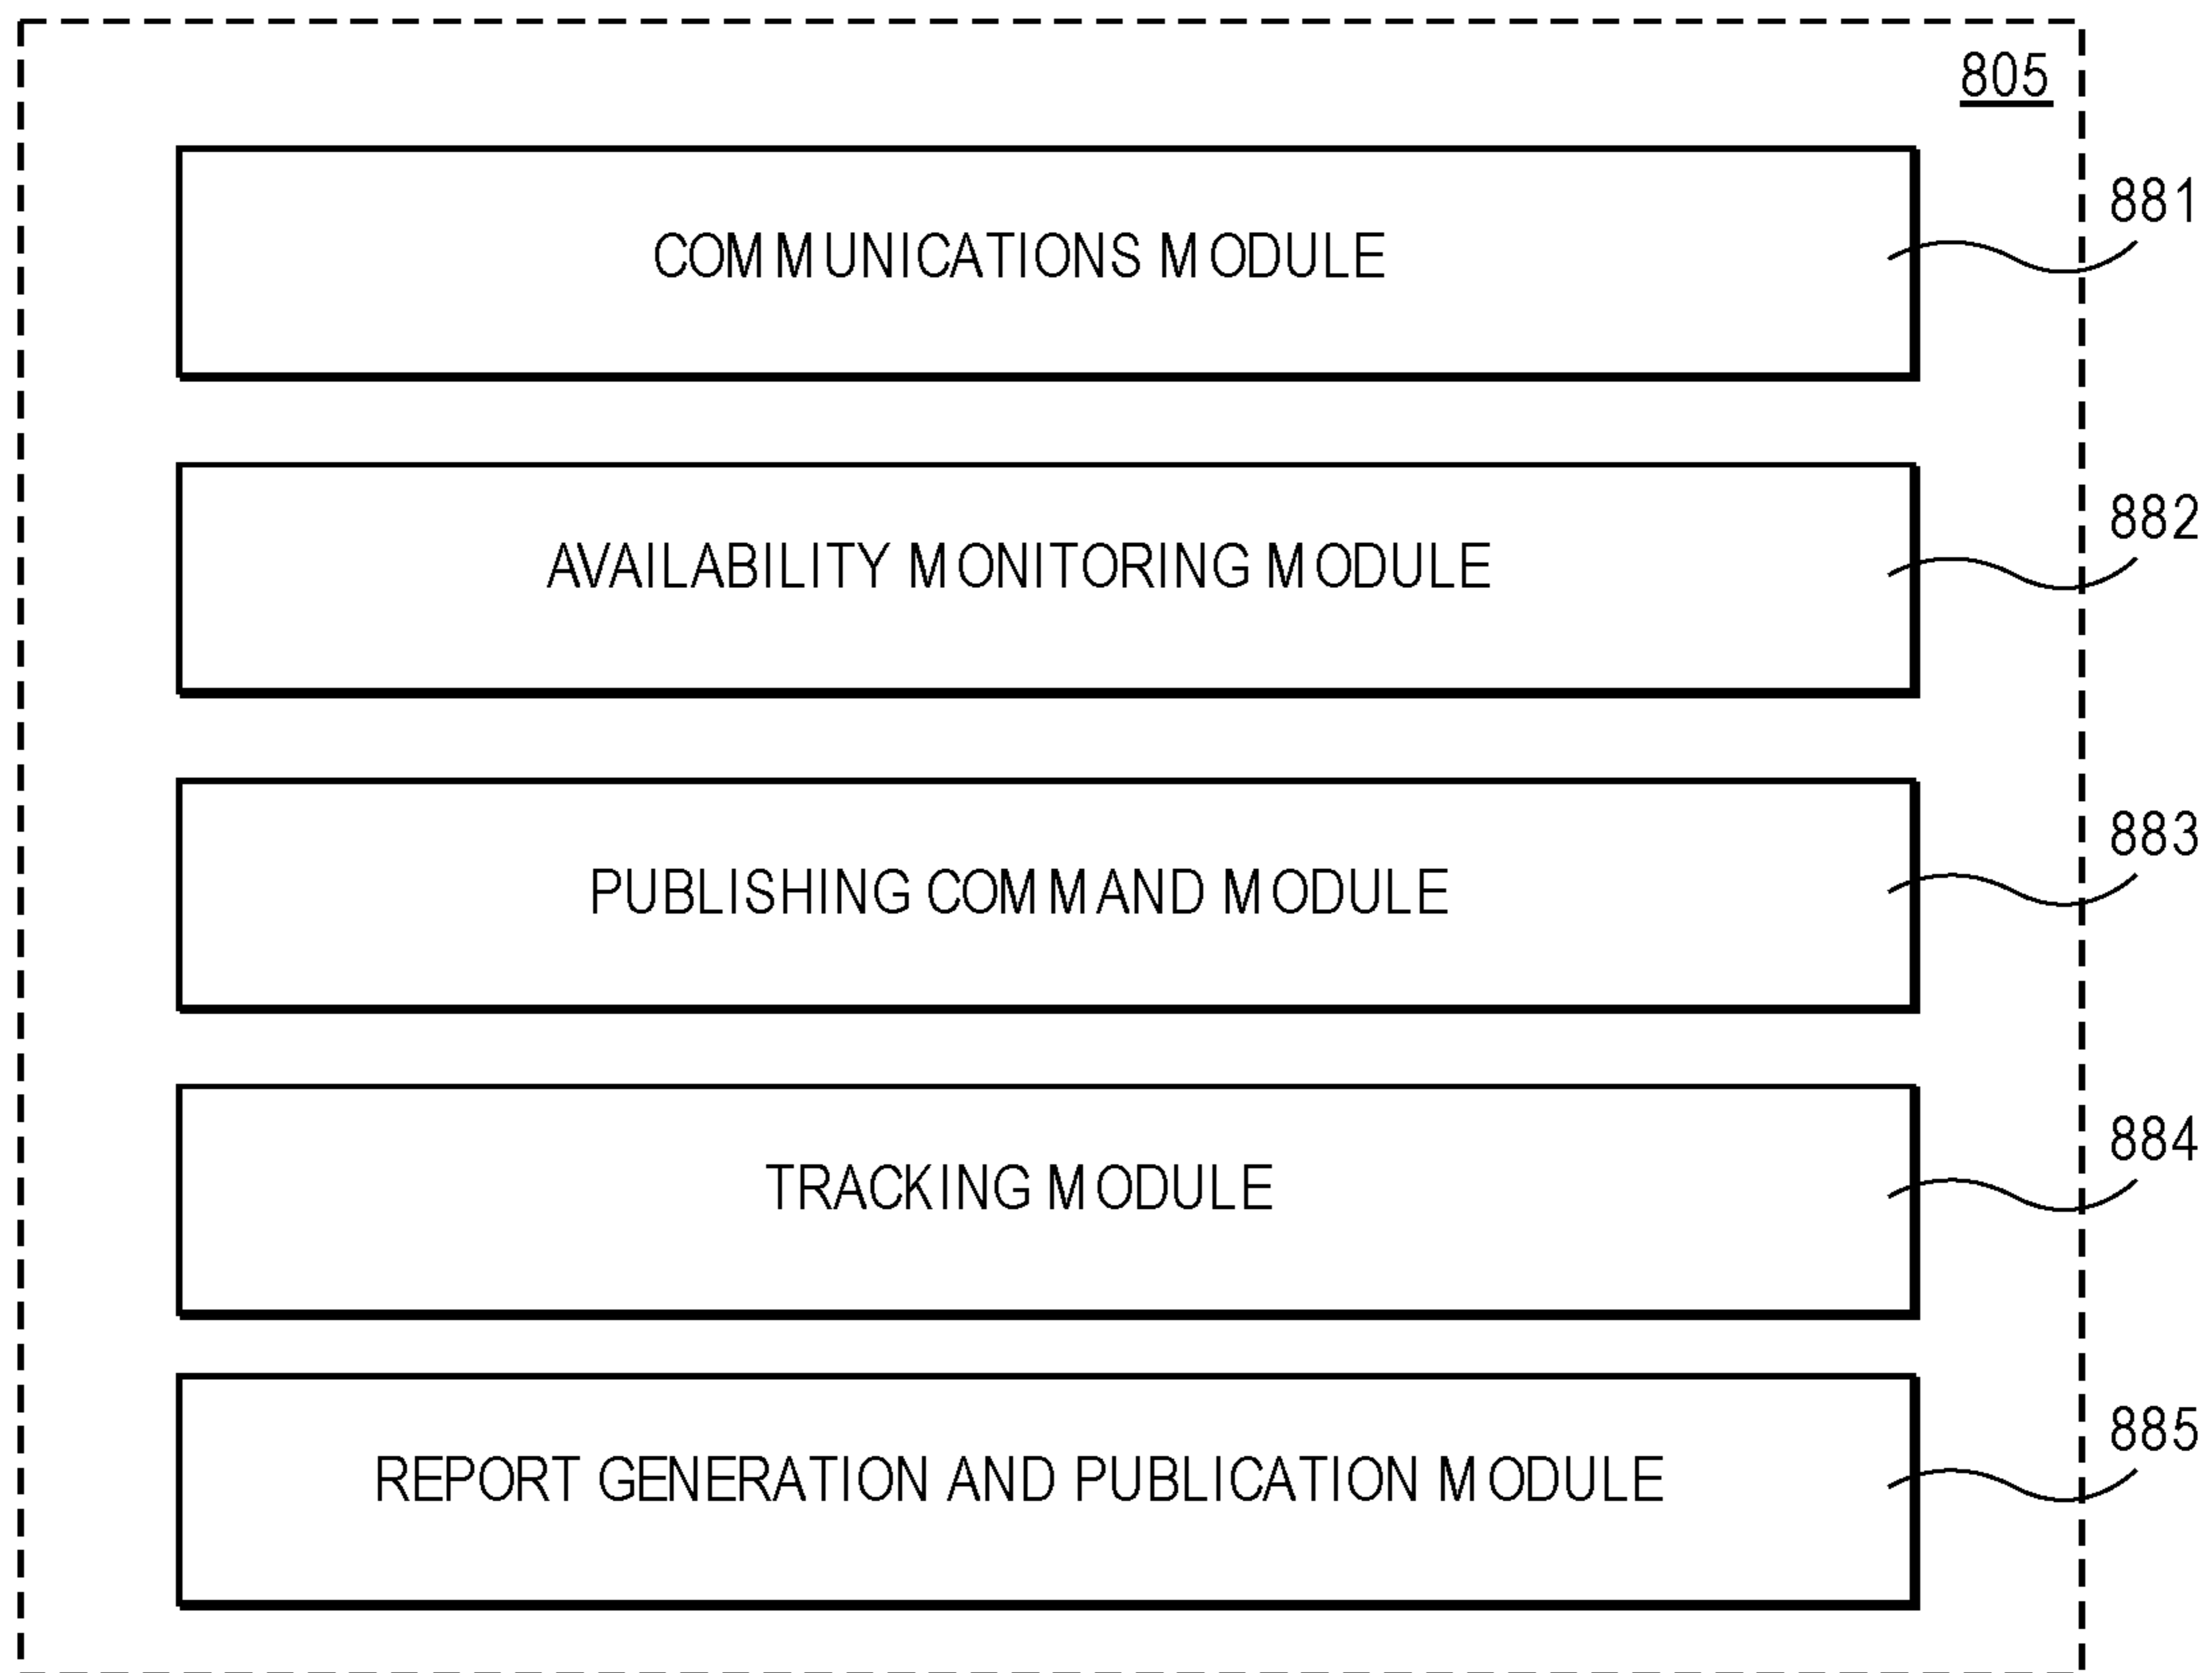 805
COMMUNICATIONS MODULE
881
AVAILABILITY MONITORING MODULE
882
PUBLISHING COMMAND MODULE
883
TRACKING MODULE
884
REPORT GENERATION AND PUBLICATION MODULE
885